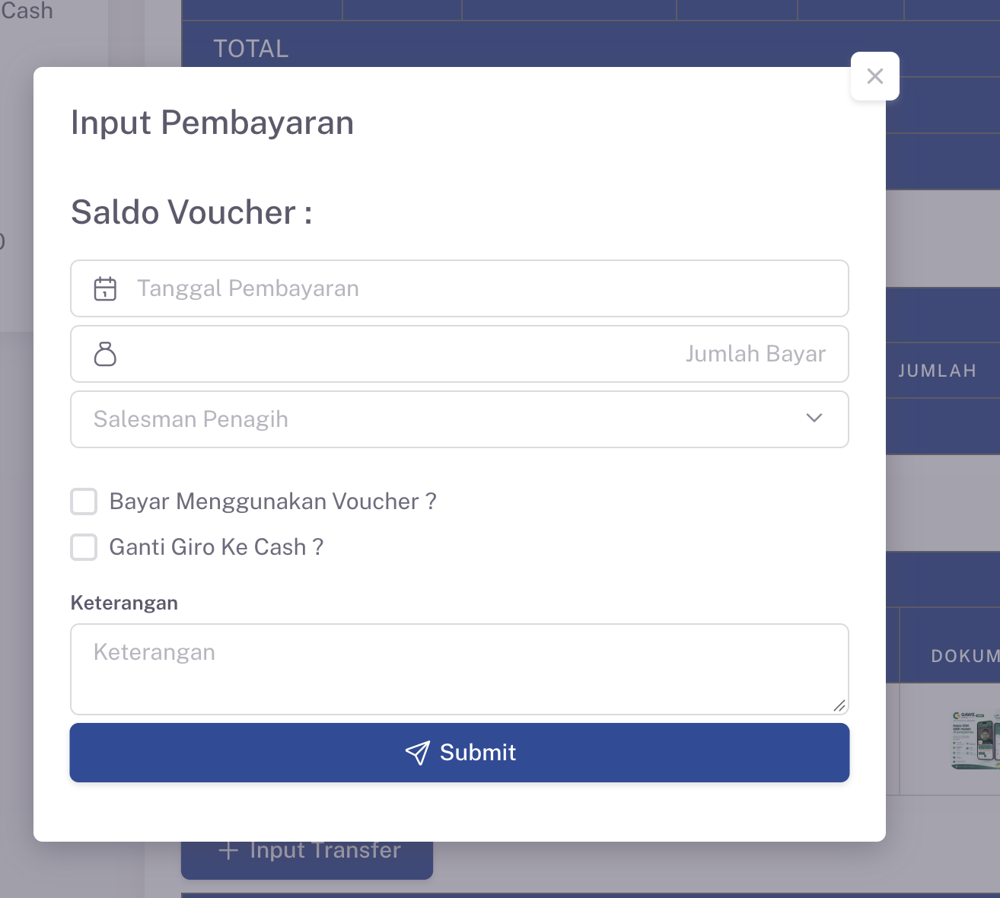 Cash
TOTAL
Input Pembayaran
Saldo Voucher :
Tanggal Pembayaran
Jumlah Bayar
JUMLAH
Salesman Penagih
Bayar Menggunakan Voucher ?
Ganti Giro Ke Cash ?
Keterangan
Keterangan
DOKUM
GAWE
Submit
Input Transfer